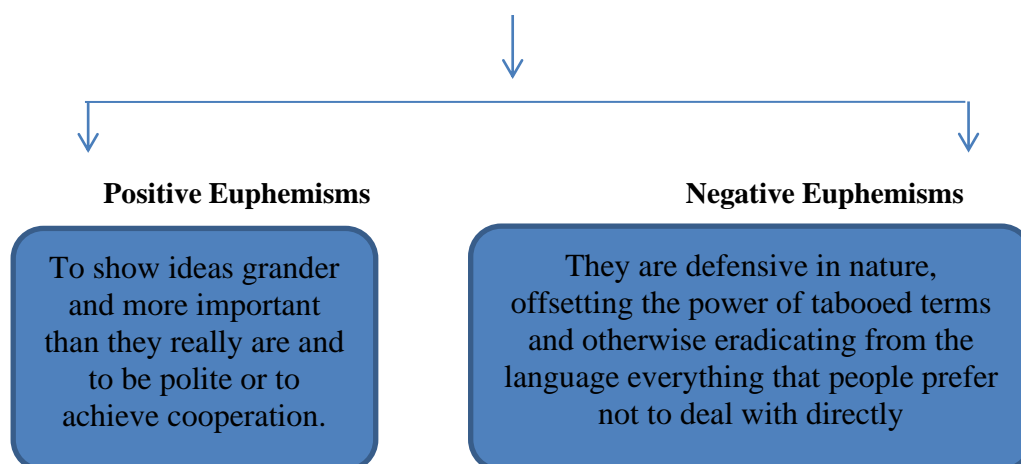 Positive Euphemisms
Negative Euphemisms
To show ideas grander
and more important
than they really are and
to be polite or to
achieve cooperation.
They are defensive in nature,
offsetting the power of tabooed terms
and otherwise eradicating from the
language everything that people prefer
not to deal with directly